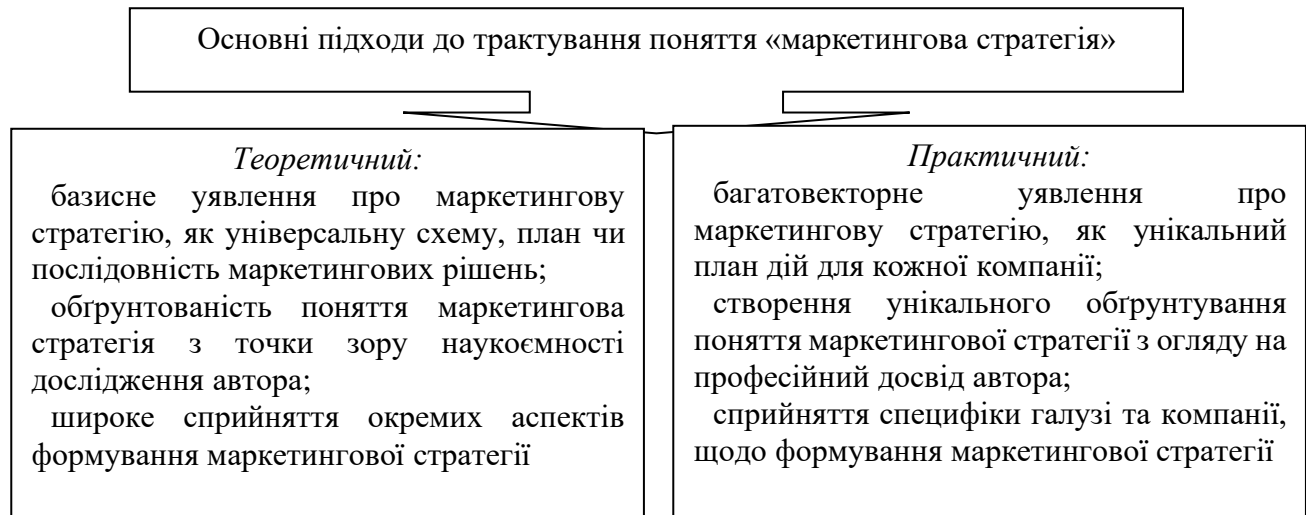 Основні підходи до трактування поняття «маркетингова стратегія»
Теоретичний:
базисне уявлення про маркетингову
стратегію, як універсальну схему, план чи
послідовність маркетингових рішень;
обґрунтованість поняття маркетингова
стратегія з точки зору наукоємності
дослідження автора;
широке сприйняття окремих аспектів
формування маркетингової стратегії
Практичний:
багатовекторне уявлення про
маркетингову стратегію, як унікальний
план дій для кожної компанії;
створення унікального обґрунтування
поняття маркетингової стратегії з огляду на
професійний досвід автора;
сприйняття специфіки галузі та компанії,
щодо формування маркетингової стратегії